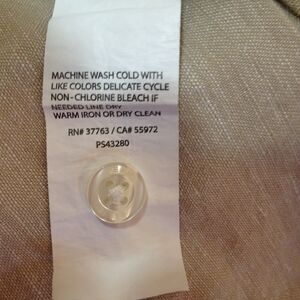 MACHINE WASH COLD WITH
LIKE COLORS DELICATE CYCLE
NON-CHLORINE BLEACH IF
NEEDED LINE DRY
WARM IRON OR DRY CLEAN
RN# 37763 / CA# 55972
PS43280